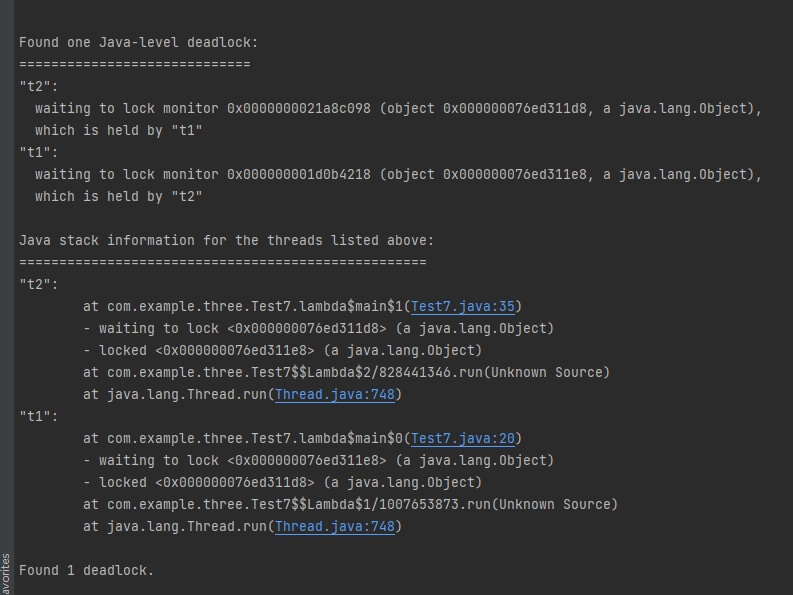 Found one Java-level deadlock:
=============================
"t2":
  waiting to lock monitor 0x0000000021a8c098 (object 0x000000076ed311d8, a java.lang.Object),
  which is held by "t1"
"t1":
  waiting to lock monitor 0x000000001d0b4218 (object 0x000000076ed311e8, a java.lang.Object),
  which is held by "t2"

Java stack information for the threads listed above:
===================================================
"t2":
        at com.example.three.Test7.lambda$main$1(Test7.java:35)
        - waiting to lock <0x000000076ed311d8> (a java.lang.Object)
        - locked <0x000000076ed311e8> (a java.lang.Object)
        at com.example.three.Test7$$Lambda$2/828441346.run(Unknown Source)
        at java.lang.Thread.run(Thread.java:748)
"t1":
        at com.example.three.Test7.lambda$main$0(Test7.java:20)
        - waiting to lock <0x000000076ed311e8> (a java.lang.Object)
        - locked <0x000000076ed311d8> (a java.lang.Object)
        at com.example.three.Test7$$Lambda$1/1007653873.run(Unknown Source)
        at java.lang.Thread.run(Thread.java:748)

Found 1 deadlock.
avorites